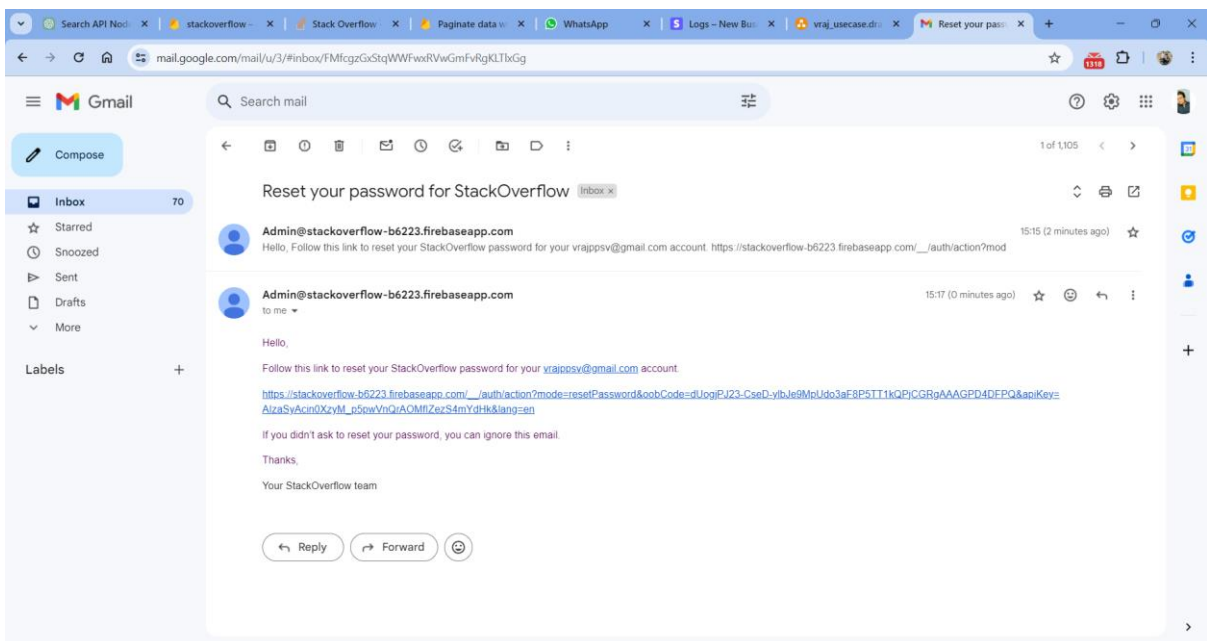 Search API Nod
stackoverflow -
Stack Overflow
Paginate data w
WhatsApp
Logs – New Bus
vraj_usecase.dra
Reset your pass
mail.google.com/mail/u/3/#inbox/FMfcgzGxStqWWFwxRVwGmFvRgKLTlxGg
1318
Gmail
Search mail
Compose
1 of 1,105
31
Inbox 70
Starred
Snoozed
Sent
Drafts
More
Labels
Reset your password for StackOverflow Inbox x
Admin@stackoverflow-b6223.firebaseapp.com 15:15 (2 minutes ago)
Hello, Follow this link to reset your StackOverflow password for your vrajppsv@gmail.com account. https://stackoverflow-b6223.firebaseapp.com/__/auth/action?mod
Admin@stackoverflow-b6223.firebaseapp.com 15:17 (0 minutes ago)
to me
Hello,
Follow this link to reset your StackOverflow password for your vrajppsv@gmail.com account.
https://stackoverflow-b6223.firebaseapp.com/__/auth/action?mode=resetPassword&oobCode=dUogjPJ23-CseD-ylbJe9MpUdo3aF8P5TT1kQPjCGRgAAAGPD4DFPQ&apiKey=
AIzaSyAcin0XzyM_p5pwVnQrAOMflZezS4mYdHk&lang=en
If you didn't ask to reset your password, you can ignore this email.
Thanks,
Your StackOverflow team
Reply
Forward